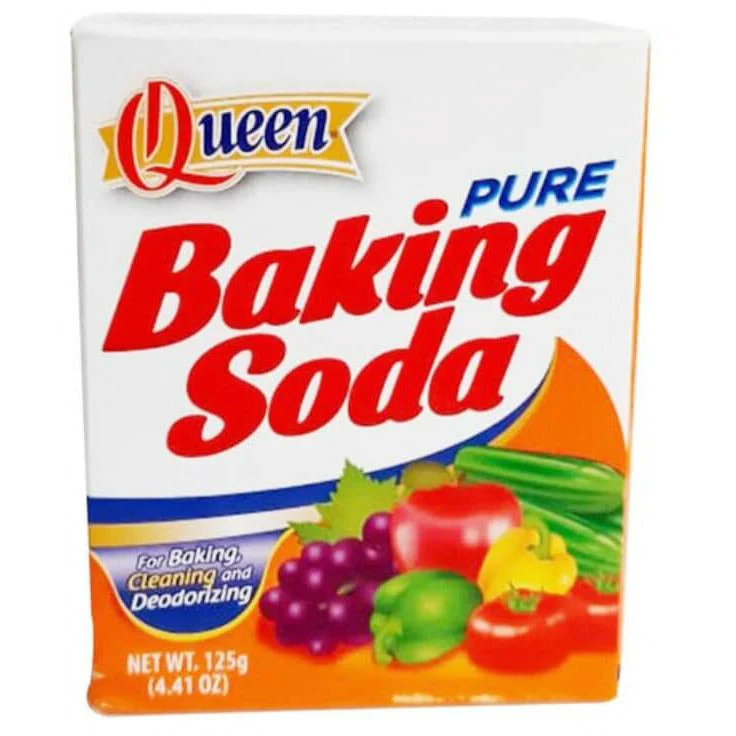 Queen
PURE
Baking
Soda
For Baking,
Cleaning and
Deodorizing
NET WT. 125g
(4.41 OZ)